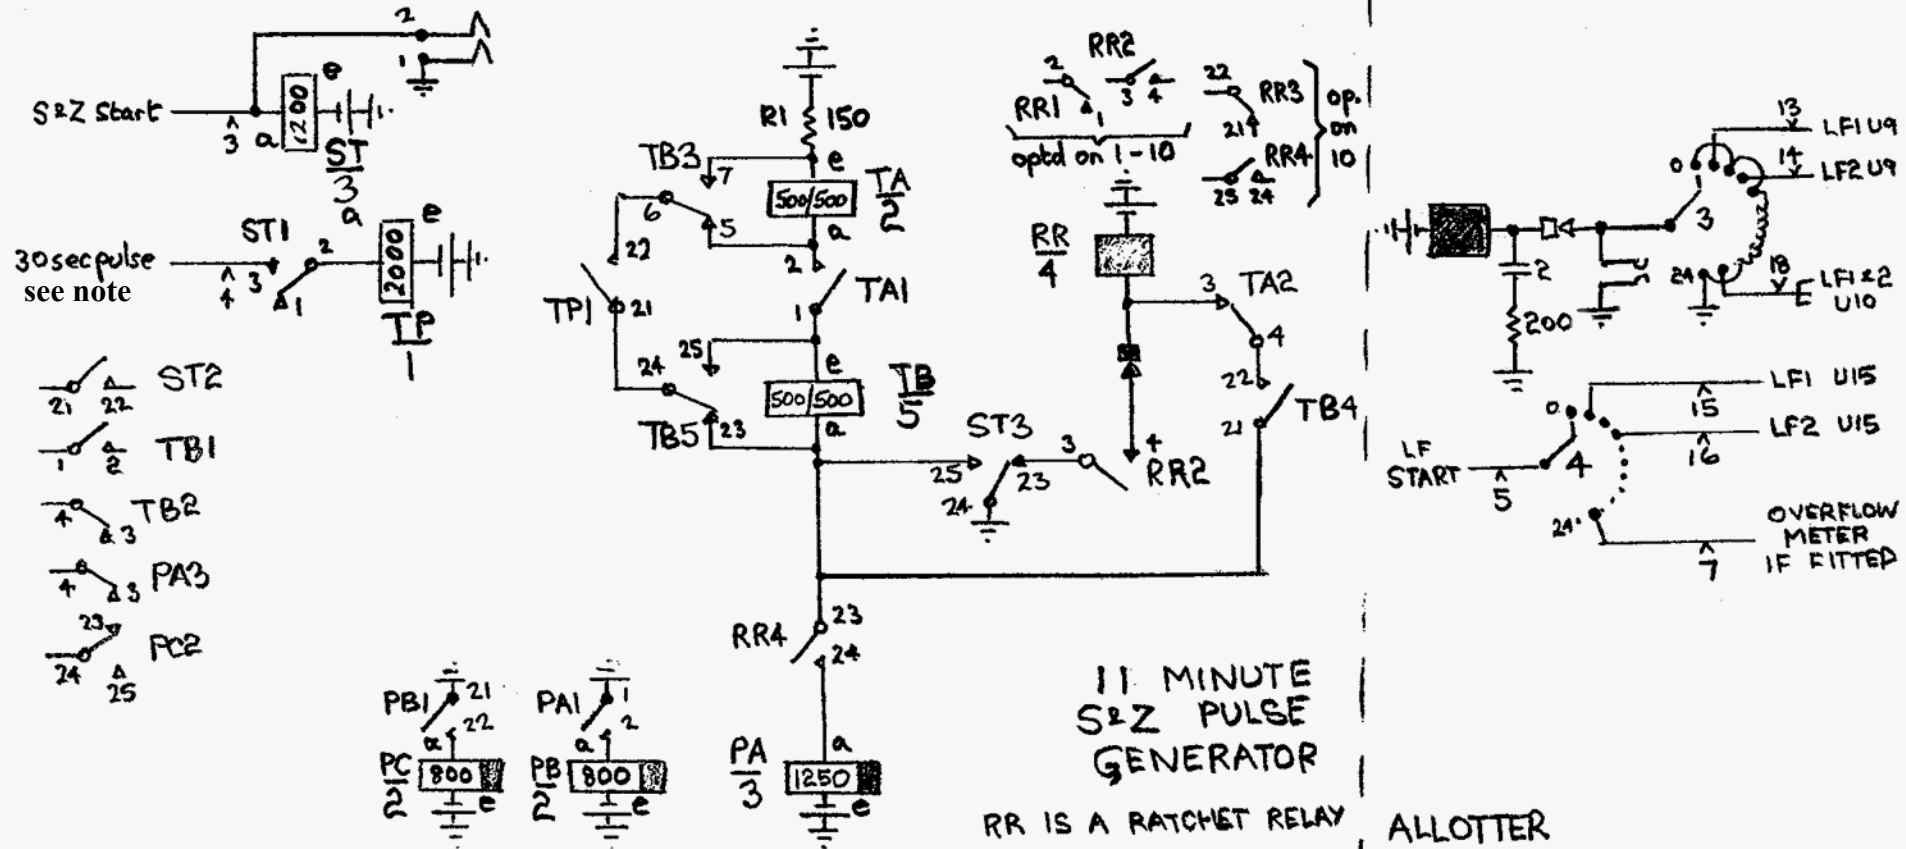 2
1
S&Z Start
3
a
1200
e
ST
3
30 sec pulse
see note
4
3
ST1
2
1
a
2000
e
TP
1
21
22
ST2
1
2
TB1
4
3
TB2
4
3
PA3
23
24
25
PC2
R1
150
TB3
7
6
5
e
500/500
TA
2
a
22
TP1
21
2
TA1
1
24
25
e
500/500
TB
5
TB5
23
a
ST3
25
23
24
3
4
RR2
RR4
23
24
PB1
21
22
a
PC
2
800
e
PA1
1
2
a
PB
2
800
e
PA
3
a
1250
e
2
RR1
1
RR2
3
4
optd on 1-10
22
RR3
21
RR4
25
24
op.
on
10
RR
4
3
TA2
4
22
21
TB4
11 MINUTE
S&Z PULSE
GENERATOR
RR IS A RATCHET RELAY
2
200
0
1
3
24
13
LF1 U9
14
LF2 U9
18
LF1&2
U10
LF
START
5
0
4
24
15
LF1 U15
16
LF2 U15
7
OVERFLOW
METER
IF FITTED
ALLOTTER